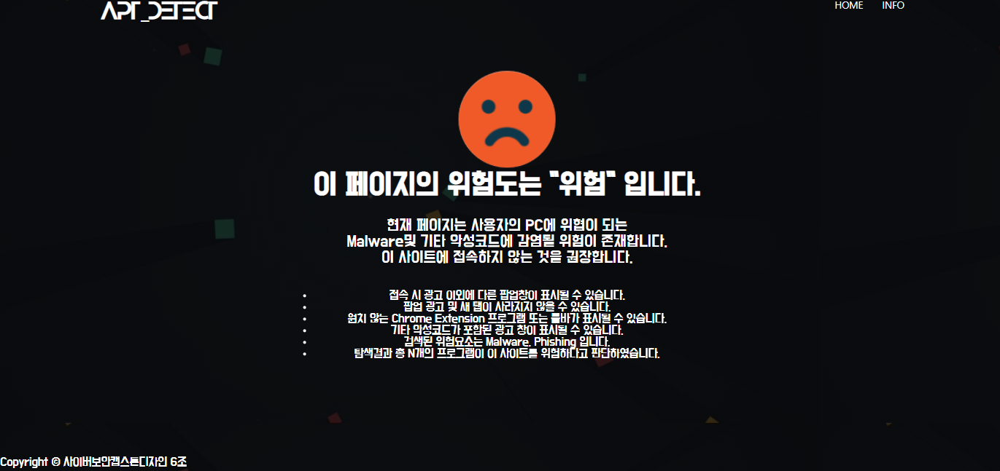 APT_DETECT
HOME
INFO
이 페이지의 위험도는 "위험" 입니다.
현재 페이지는 사용자의 PC에 위협이 되는
Malware및 기타 악성코드에 감염될 위험이 존재합니다.
이 사이트에 접속하지 않는 것을 권장합니다.
• 접속 시 광고 이외에 다른 팝업창이 표시될 수 있습니다.
• 팝업 광고 및 새 탭이 사라지지 않을 수 있습니다.
• 원치 않는 Chrome Extension 프로그램 또는 툴바가 표시될 수 있습니다.
• 기타 악성코드가 포함된 광고 창이 표시될 수 있습니다.
• 검색된 위험요소는 Malware. Phishing 입니다.
• 탐색결과 총 N개의 프로그램이 이 사이트를 위험하다고 판단하였습니다.
Copyright © 사이버보안캡스톤디자인 6조